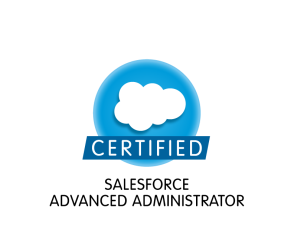 CERTIFIED
SALESFORCE
ADVANCED ADMINISTRATOR